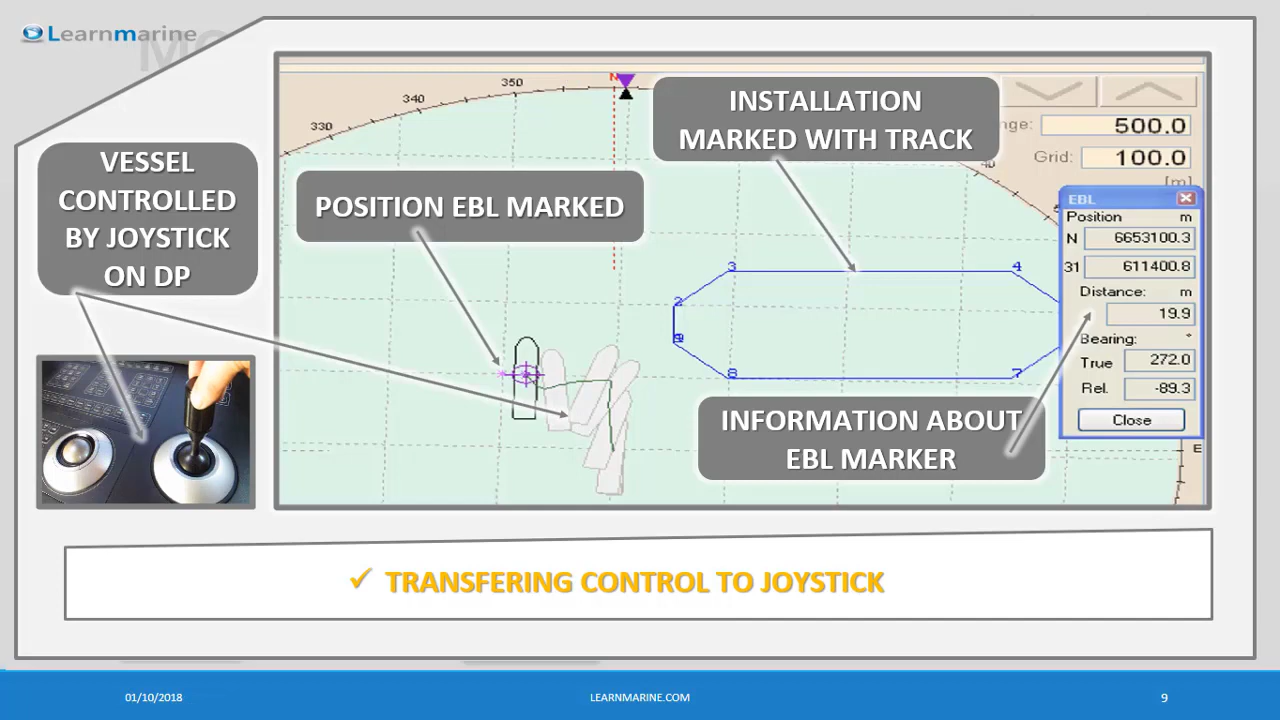 Learnmarine
350
N
340
330
INSTALLATION
MARKED WITH TRACK
500.0
Grid: 100.0
[m]
VESSEL
CONTROLLED
BY JOYSTICK
ON DP
POSITION EBL MARKED
EBL
Position m
N 6653100.3
31 611400.8
Distance: m
19.9
Bearing: °
True 272.0
Rel. -89.3
Close
3
4
2
8
7
INFORMATION ABOUT
EBL MARKER
E
✓ TRANSFERING CONTROL TO JOYSTICK
01/10/2018
LEARNMARINE.COM
9